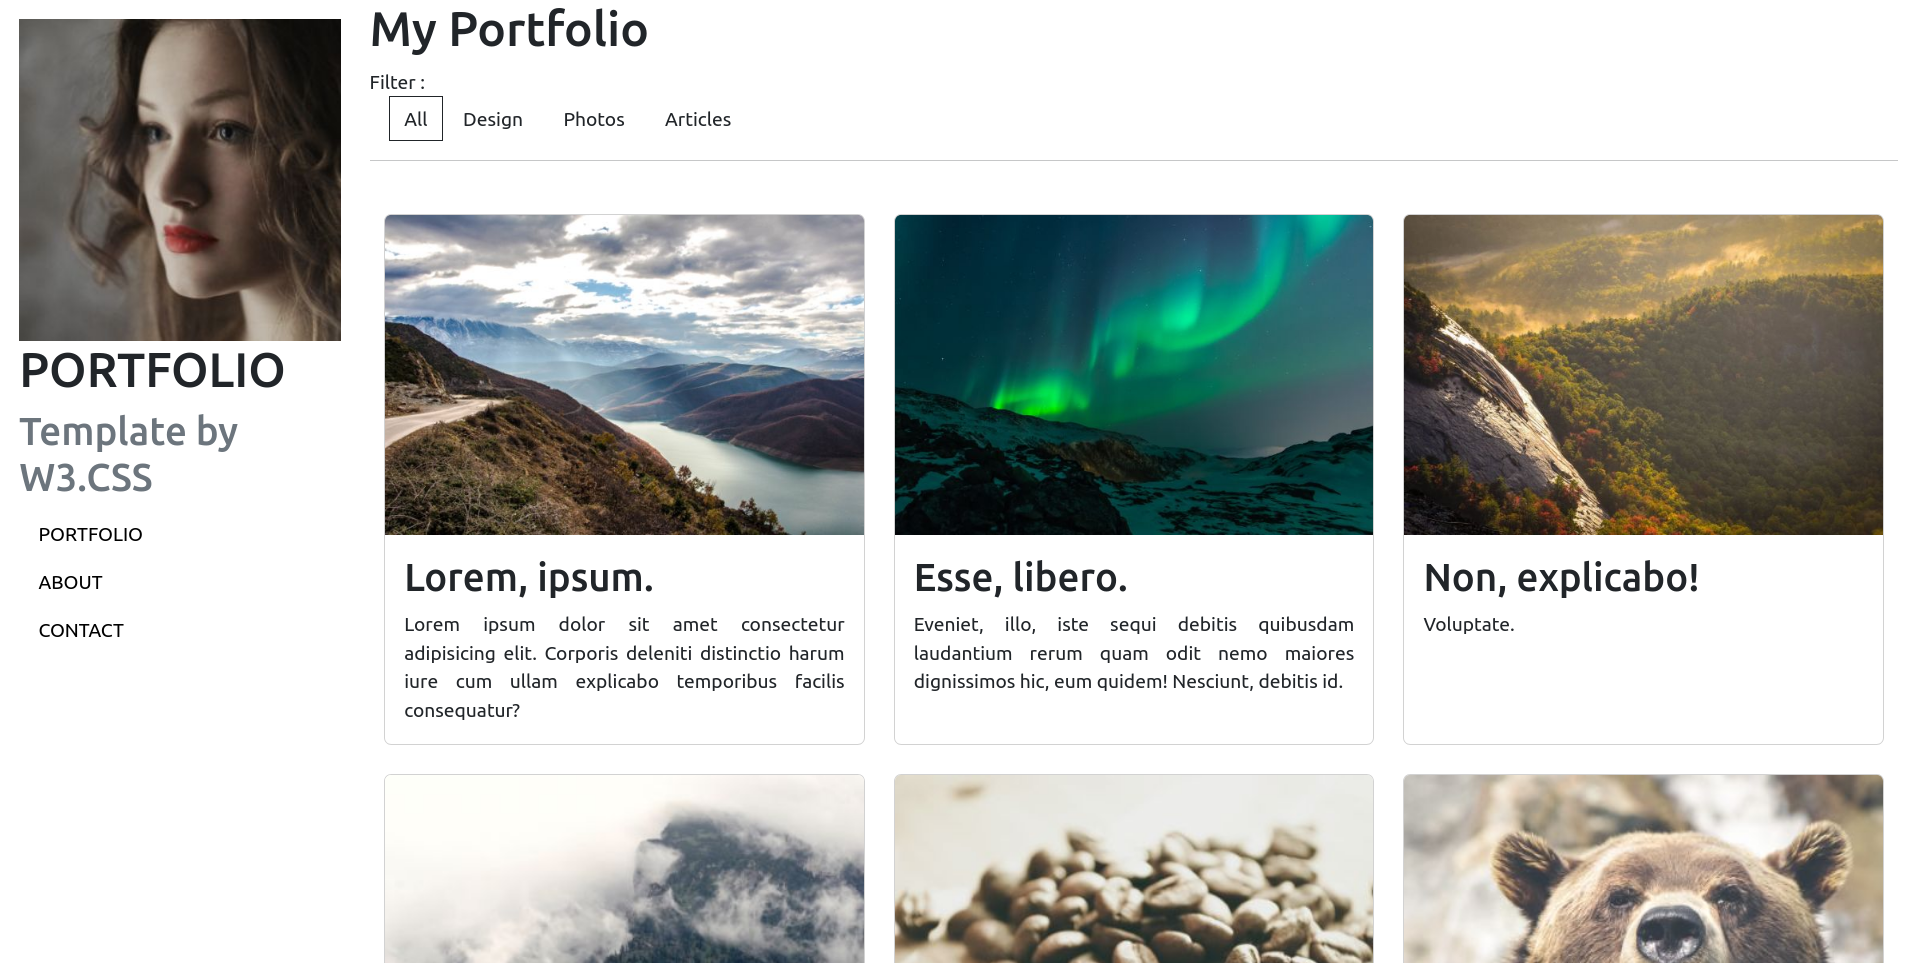 PORTFOLIO
Template by
W3.CSS
PORTFOLIO
ABOUT
CONTACT
My Portfolio
Filter :
All Design Photos Articles
Lorem, ipsum.
Lorem ipsum dolor sit amet consectetur
adipisicing elit. Corporis deleniti distinctio harum
iure cum ullam explicabo temporibus facilis
consequatur?
Esse, libero.
Eveniet, illo, iste sequi debitis quibusdam
laudantium rerum quam odit nemo maiores
dignissimos hic, eum quidem! Nesciunt, debitis id.
Non, explicabo!
Voluptate.